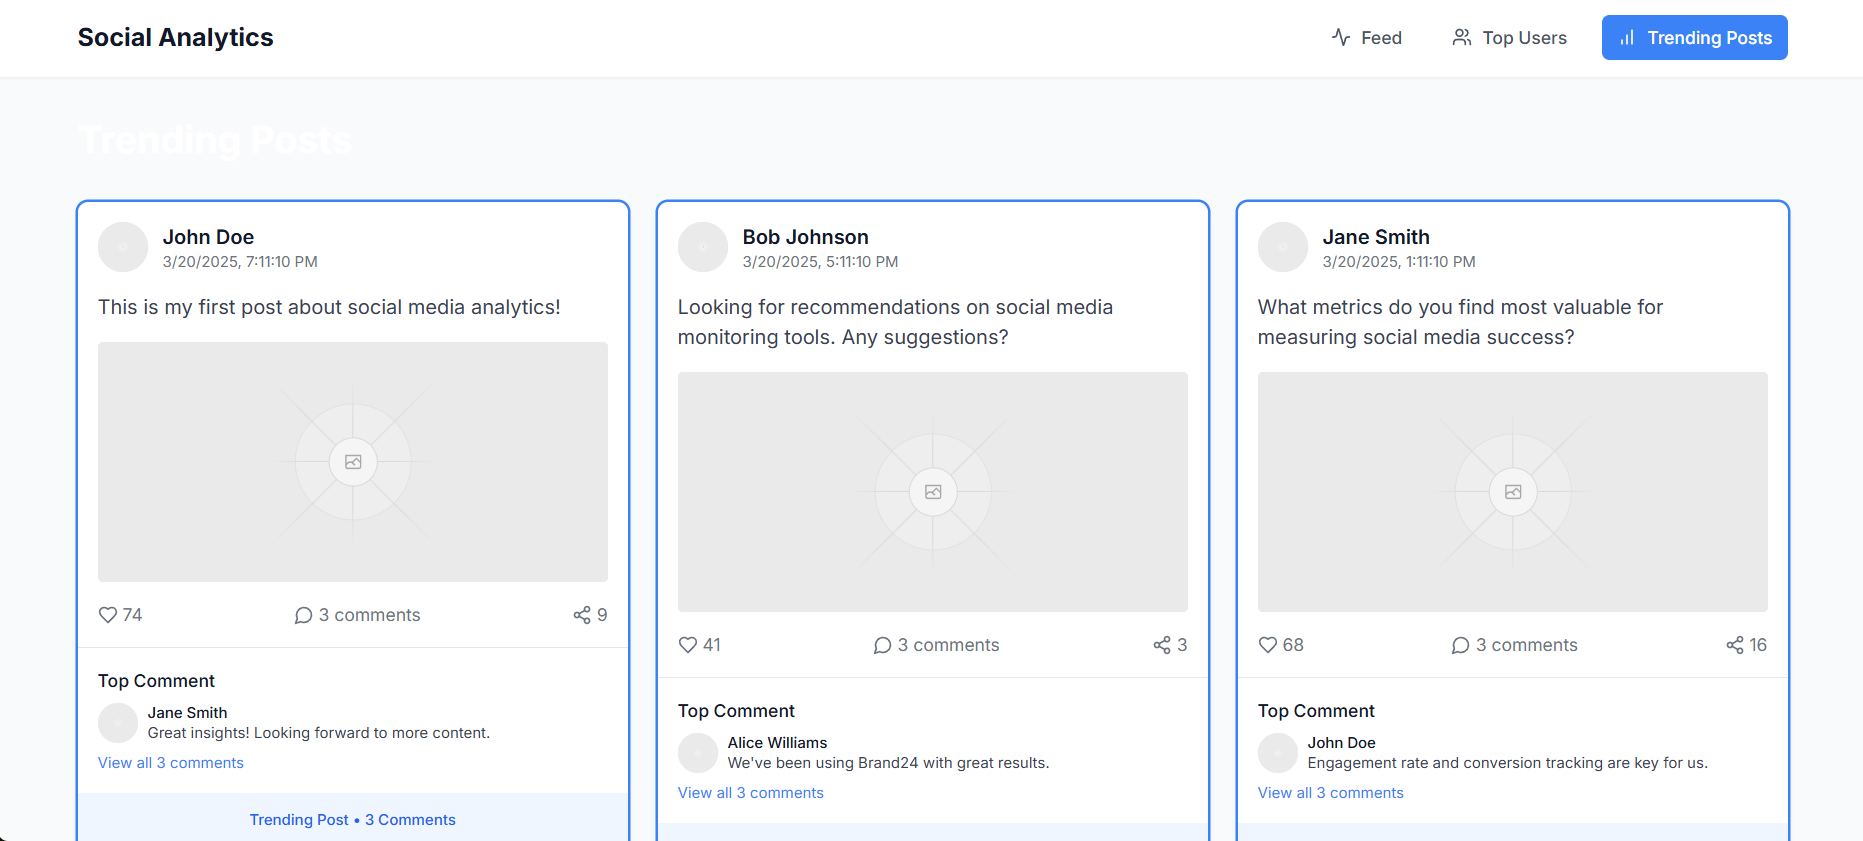 Social Analytics
Feed
Top Users
Trending Posts
Trending Posts
John Doe
3/20/2025, 7:11:10 PM
This is my first post about social media analytics!
74
3 comments
9
Top Comment
Jane Smith
Great insights! Looking forward to more content.
View all 3 comments
Trending Post • 3 Comments
Bob Johnson
3/20/2025, 5:11:10 PM
Looking for recommendations on social media
monitoring tools. Any suggestions?
41
3 comments
3
Top Comment
Alice Williams
We've been using Brand24 with great results.
View all 3 comments
Jane Smith
3/20/2025, 1:11:10 PM
What metrics do you find most valuable for
measuring social media success?
68
3 comments
16
Top Comment
John Doe
Engagement rate and conversion tracking are key for us.
View all 3 comments